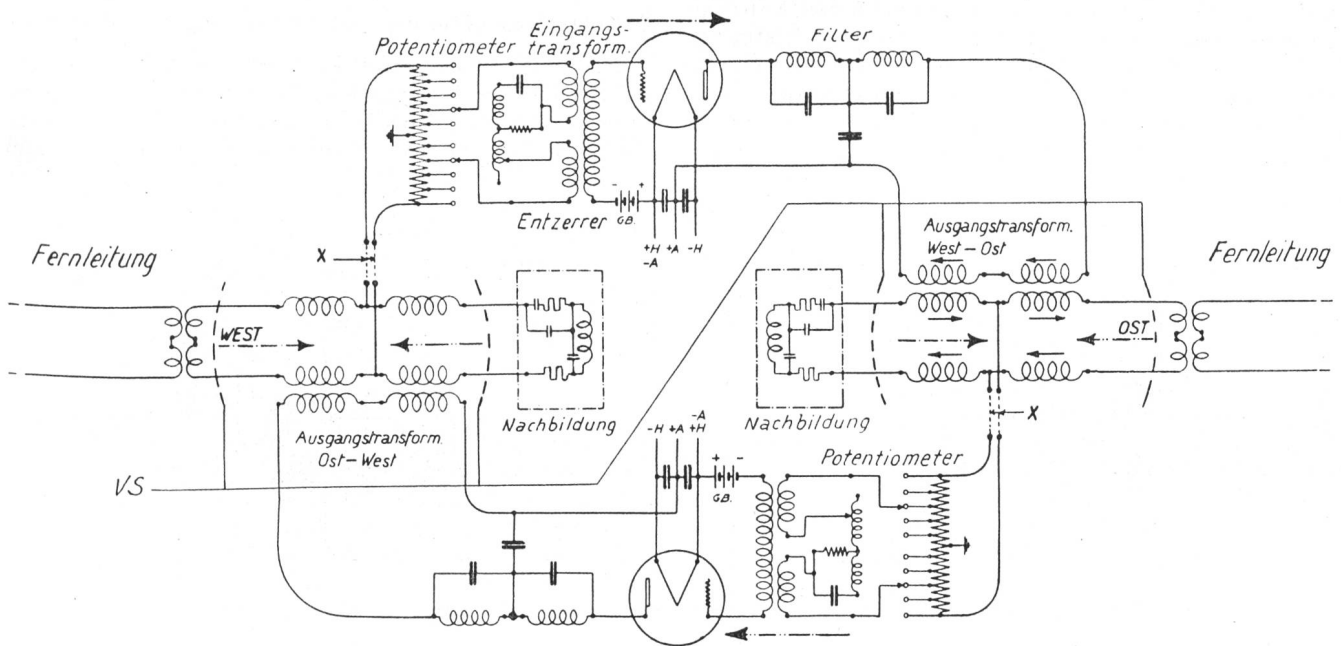 Eingangs-
transform.
Potentiometer
Filter
Entzerrer
- +
G.B.
+H +A -H
-A
Ausgangstransform.
West-Ost
Fernleitung
Fernleitung
X
WEST
OST
Nachbildung
Nachbildung
X
Ausgangstransform.
Ost-West
-A
-H +A +H
Potentiometer
VS
+ -
G.B.